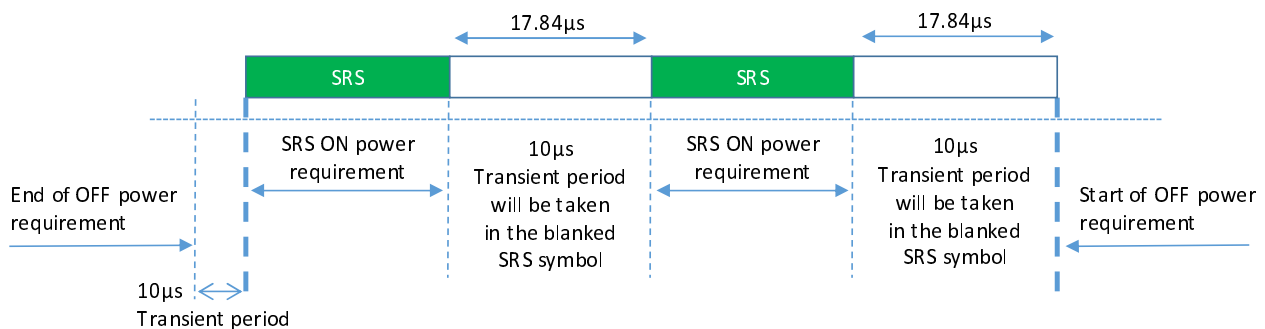 17.84µs
17.84µs
SRS
SRS
SRS ON power
requirement
10µs
Transient period
will be taken
in the blanked
SRS symbol
SRS ON power
requirement
10µs
Transient period
will be taken
in the blanked
SRS symbol
End of OFF power
requirement
Start of OFF power
requirement
10µs
Transient period